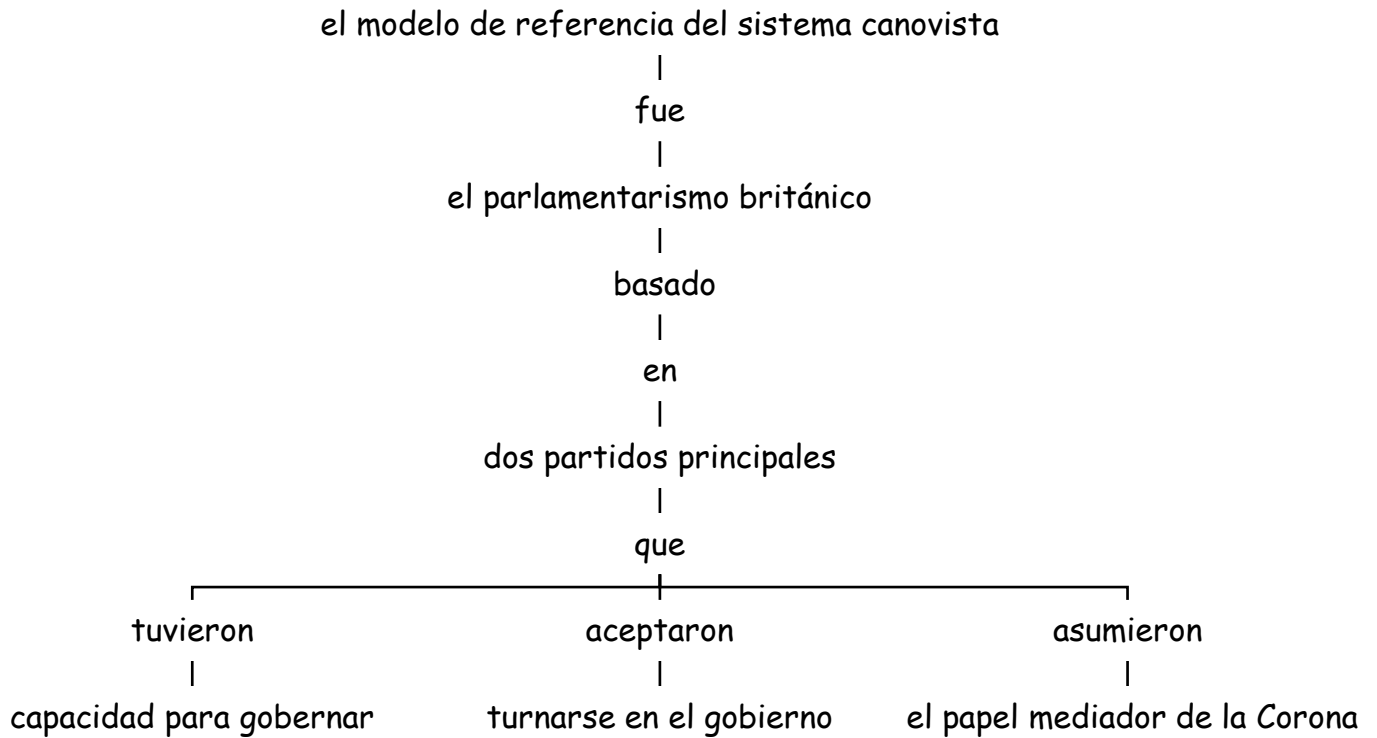 el modelo de referencia del sistema canovista
fue
el parlamentarismo británico
basado
en
dos partidos principales
que
tuvieron aceptaron asumieron
capacidad para gobernar turnarse en el gobierno el papel mediador de la Corona